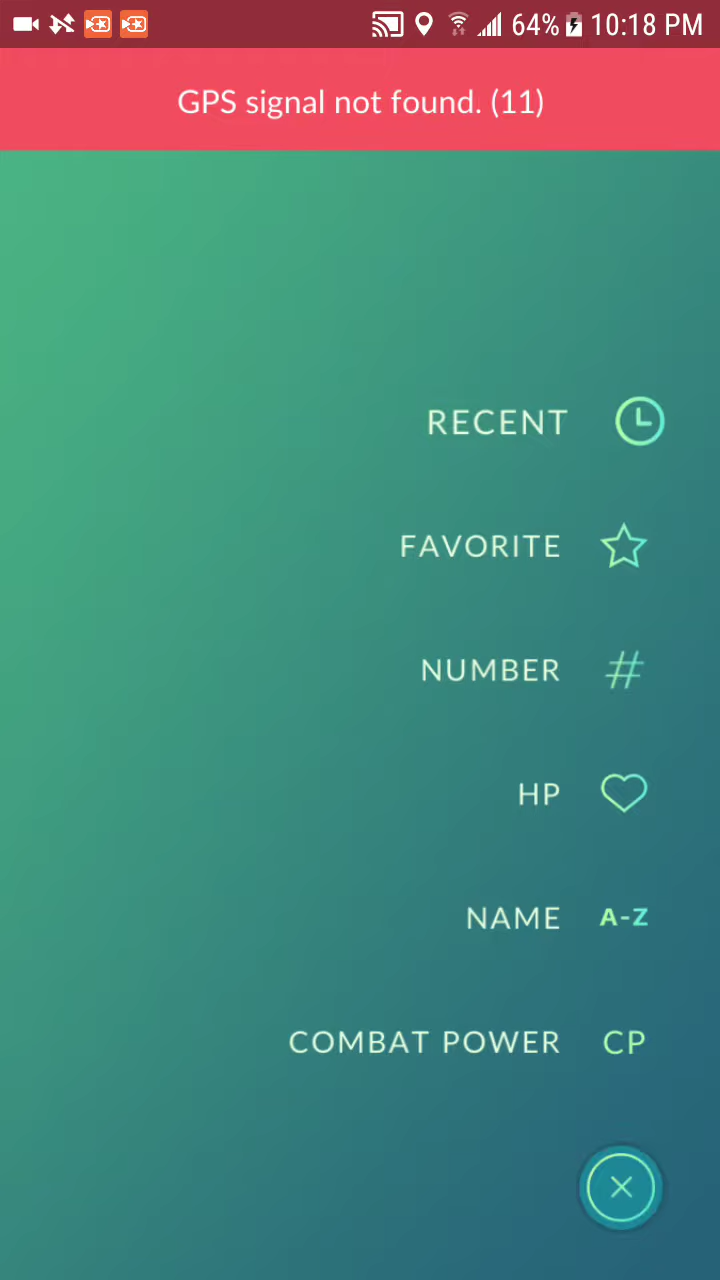 64% 10:18 PM
GPS signal not found. (11)
RECENT
FAVORITE
NUMBER #
HP
NAME A-Z
COMBAT POWER CP